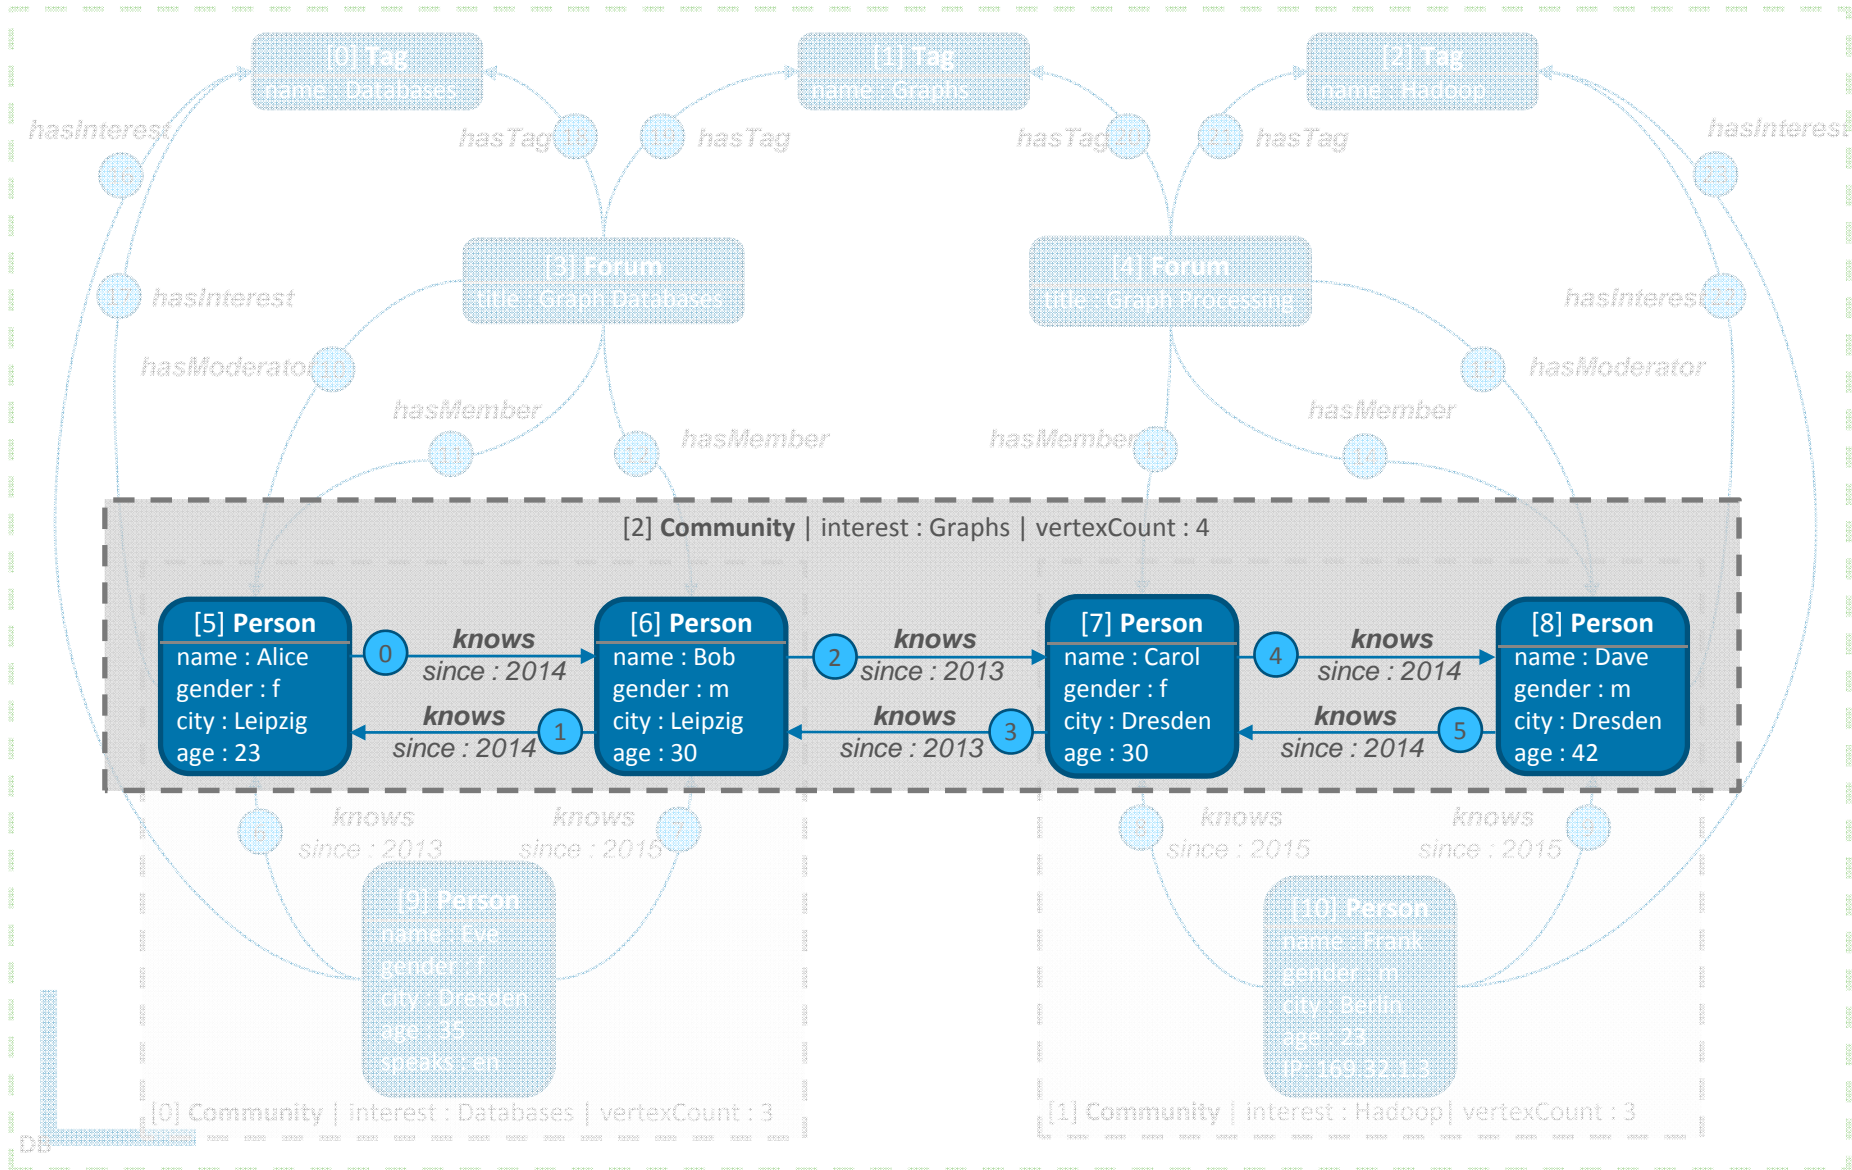 [0] Tag
name : Databases
[1] Tag
name : Graphs
[2] Tag
name : Hadoop
hasInterest
hasTag
hasTag
hasTag
hasTag
hasInterest
[3] Forum
title : Graph Databases
[4] Forum
title : Graph Processing
hasInterest
hasInterest
hasModerator
hasModerator
hasMember
hasMember
hasMember
hasMember
[2] Community | interest : Graphs | vertexCount : 4
[5] Person
name : Alice
gender : f
city : Leipzig
age : 23
0
knows
since : 2014
knows
1
since : 2014
[6] Person
name : Bob
gender : m
city : Leipzig
age : 30
2
knows
since : 2013
knows
3
since : 2013
[7] Person
name : Carol
gender : f
city : Dresden
age : 30
4
knows
since : 2014
knows
5
since : 2014
[8] Person
name : Dave
gender : m
city : Dresden
age : 42
knows
since : 2013
knows
since : 2015
knows
since : 2015
knows
since : 2015
[9] Person
name : Eve
gender : f
city : Dresden
age : 35
speaks : en
[10] Person
name : Frank
gender : m
city : Berlin
age : 23
IP: 169.32.1.3
[0] Community | interest : Databases | vertexCount : 3
[1] Community | interest : Hadoop| vertexCount : 3